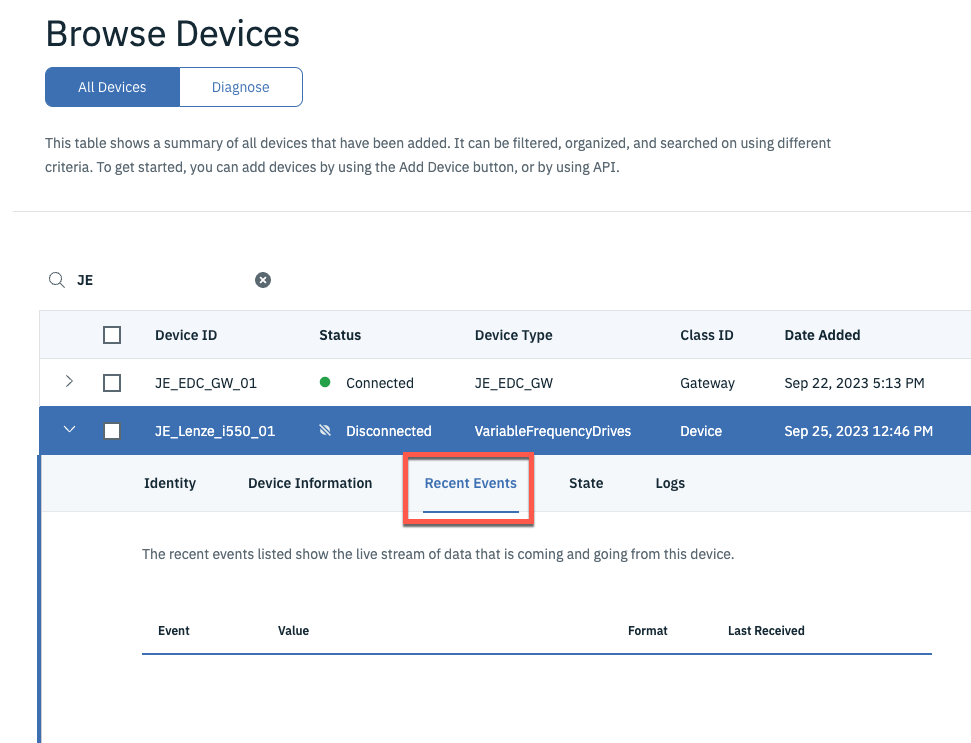 Browse Devices
All Devices Diagnose
This table shows a summary of all devices that have been added. It can be filtered, organized, and searched on using different
criteria. To get started, you can add devices by using the Add Device button, or by using API.
JE
Device ID Status Device Type Class ID Date Added
JE_EDC_GW_01 Connected JE_EDC_GW Gateway Sep 22, 2023 5:13 PM
JE_Lenze_i550_01 Disconnected VariableFrequencyDrives Device Sep 25, 2023 12:46 PM
Identity Device Information Recent Events State Logs
The recent events listed show the live stream of data that is coming and going from this device.
Event Value Format Last Received